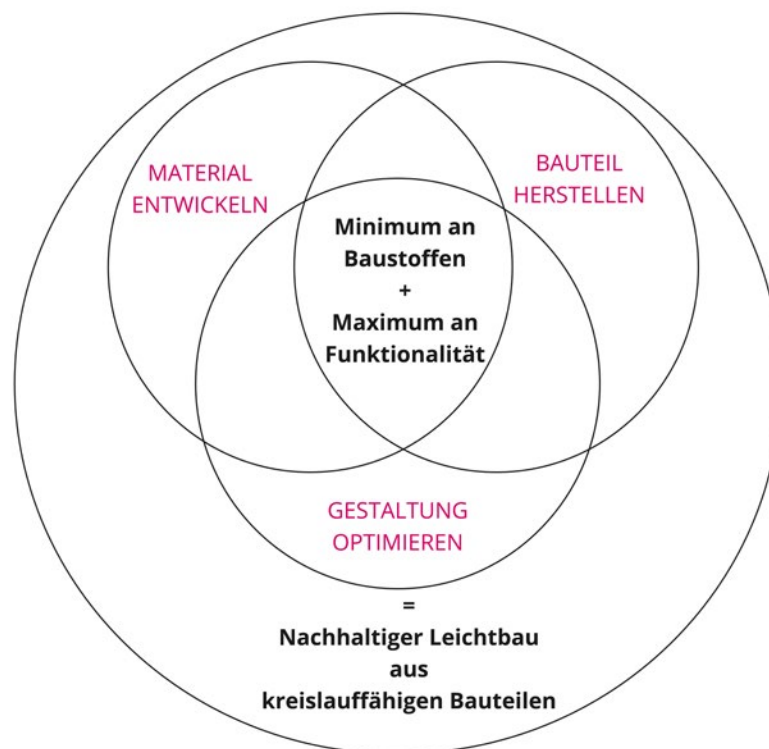 MATERIAL
ENTWICKELN
BAUTEIL
HERSTELLEN
Minimum an
Baustoffen
+
Maximum an
Funktionalität
GESTALTUNG
OPTIMIEREN
=
Nachhaltiger Leichtbau
aus
kreislauffähigen Bauteilen